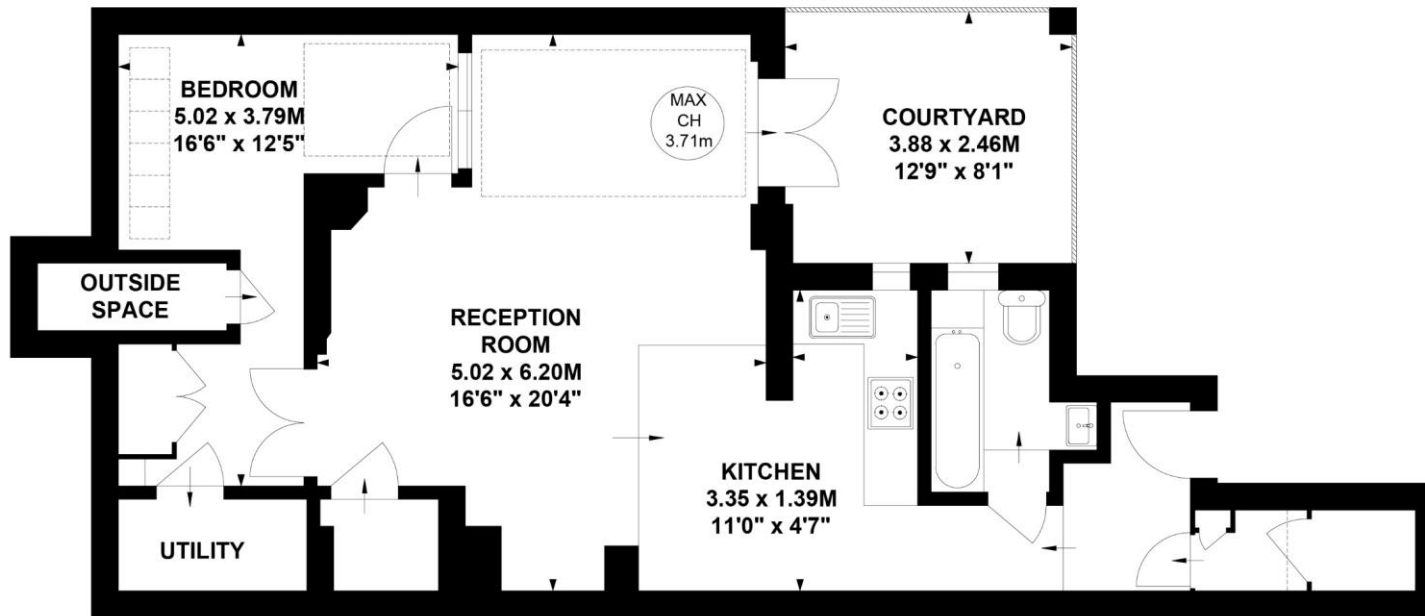 BEDROOM
5.02 x 3.79M
16'6" x 12'5"
MAX
CH
3.71m
COURTYARD
3.88 x 2.46M
12'9" x 8'1"
OUTSIDE
SPACE
RECEPTION
ROOM
5.02 x 6.20M
16'6" x 20'4"
KITCHEN
3.35 x 1.39M
11'0" x 4'7"
UTILITY